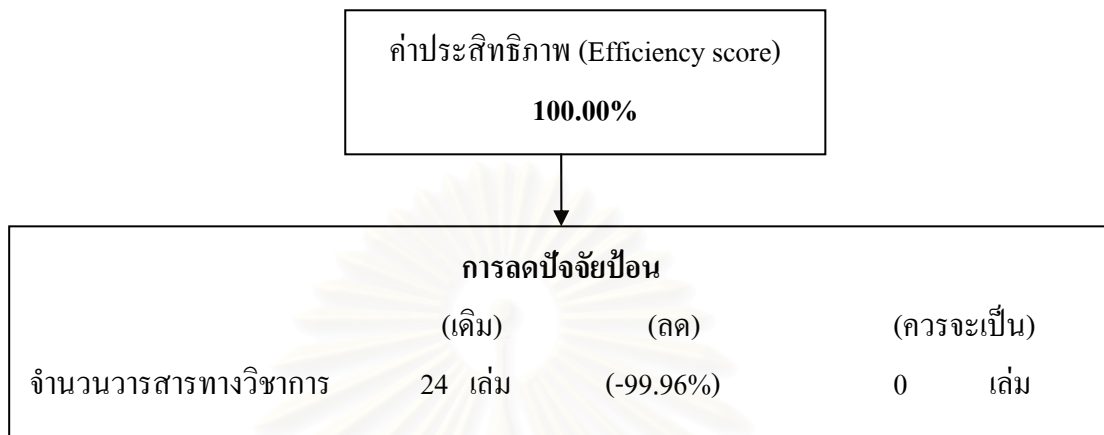 ค่าประสิทธิภาพ (Efficiency score)
100.00%
การลดปัจจัยป้อน
(เดิม) (ลด) (ควรจะเป็น)
จำนวนวารสารทางวิชาการ 24 เล่ม (-99.96%) 0 เล่ม